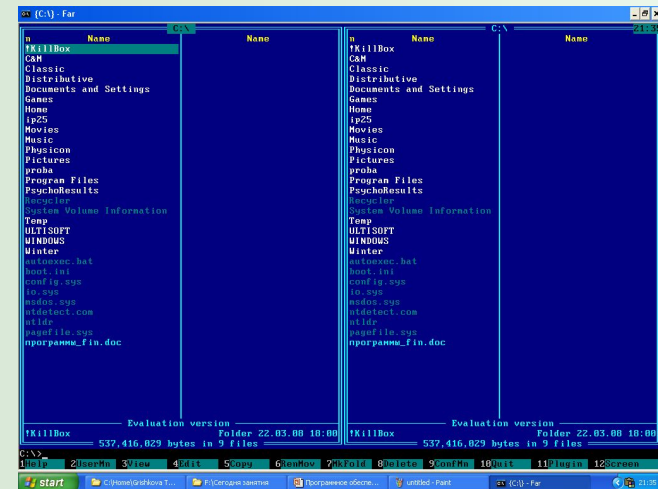 {C:\} - Far
C:\
n Name Name
!KillBox
C&M
Classic
Distributive
Documents and Settings
Games
Home
ip25
Movies
Music
Physicon
Pictures
proba
Program Files
PsychoResults
Recycler
System Volume Information
Temp
ULTISOFT
WINDOWS
Winter
autoexec.bat
boot.ini
config.sys
io.sys
msdos.sys
ntdetect.com
ntldr
pagefile.sys
программы_fin.doc
Evaluation version
!KillBox Folder 22.03.08 18:00
537,416,029 bytes in 9 files
C:\ 21:35
n Name Name
!KillBox
C&M
Classic
Distributive
Documents and Settings
Games
Home
ip25
Movies
Music
Physicon
Pictures
proba
Program Files
PsychoResults
Recycler
System Volume Information
Temp
ULTISOFT
WINDOWS
Winter
autoexec.bat
boot.ini
config.sys
io.sys
msdos.sys
ntdetect.com
ntldr
pagefile.sys
программы_fin.doc
Evaluation version
!KillBox Folder 22.03.08 18:00
537,416,029 bytes in 9 files
C:\>
1Help 2UserMn 3View 4Edit 5Copy 6RenMov 7MkFold 8Delete 9ConfMn 10Quit 11Plugin 12Screen
start C:\Home\Grishkova T... F:\Сегодня занятия Программное обеспе... untitled - Paint {C:\} - Far 21:35